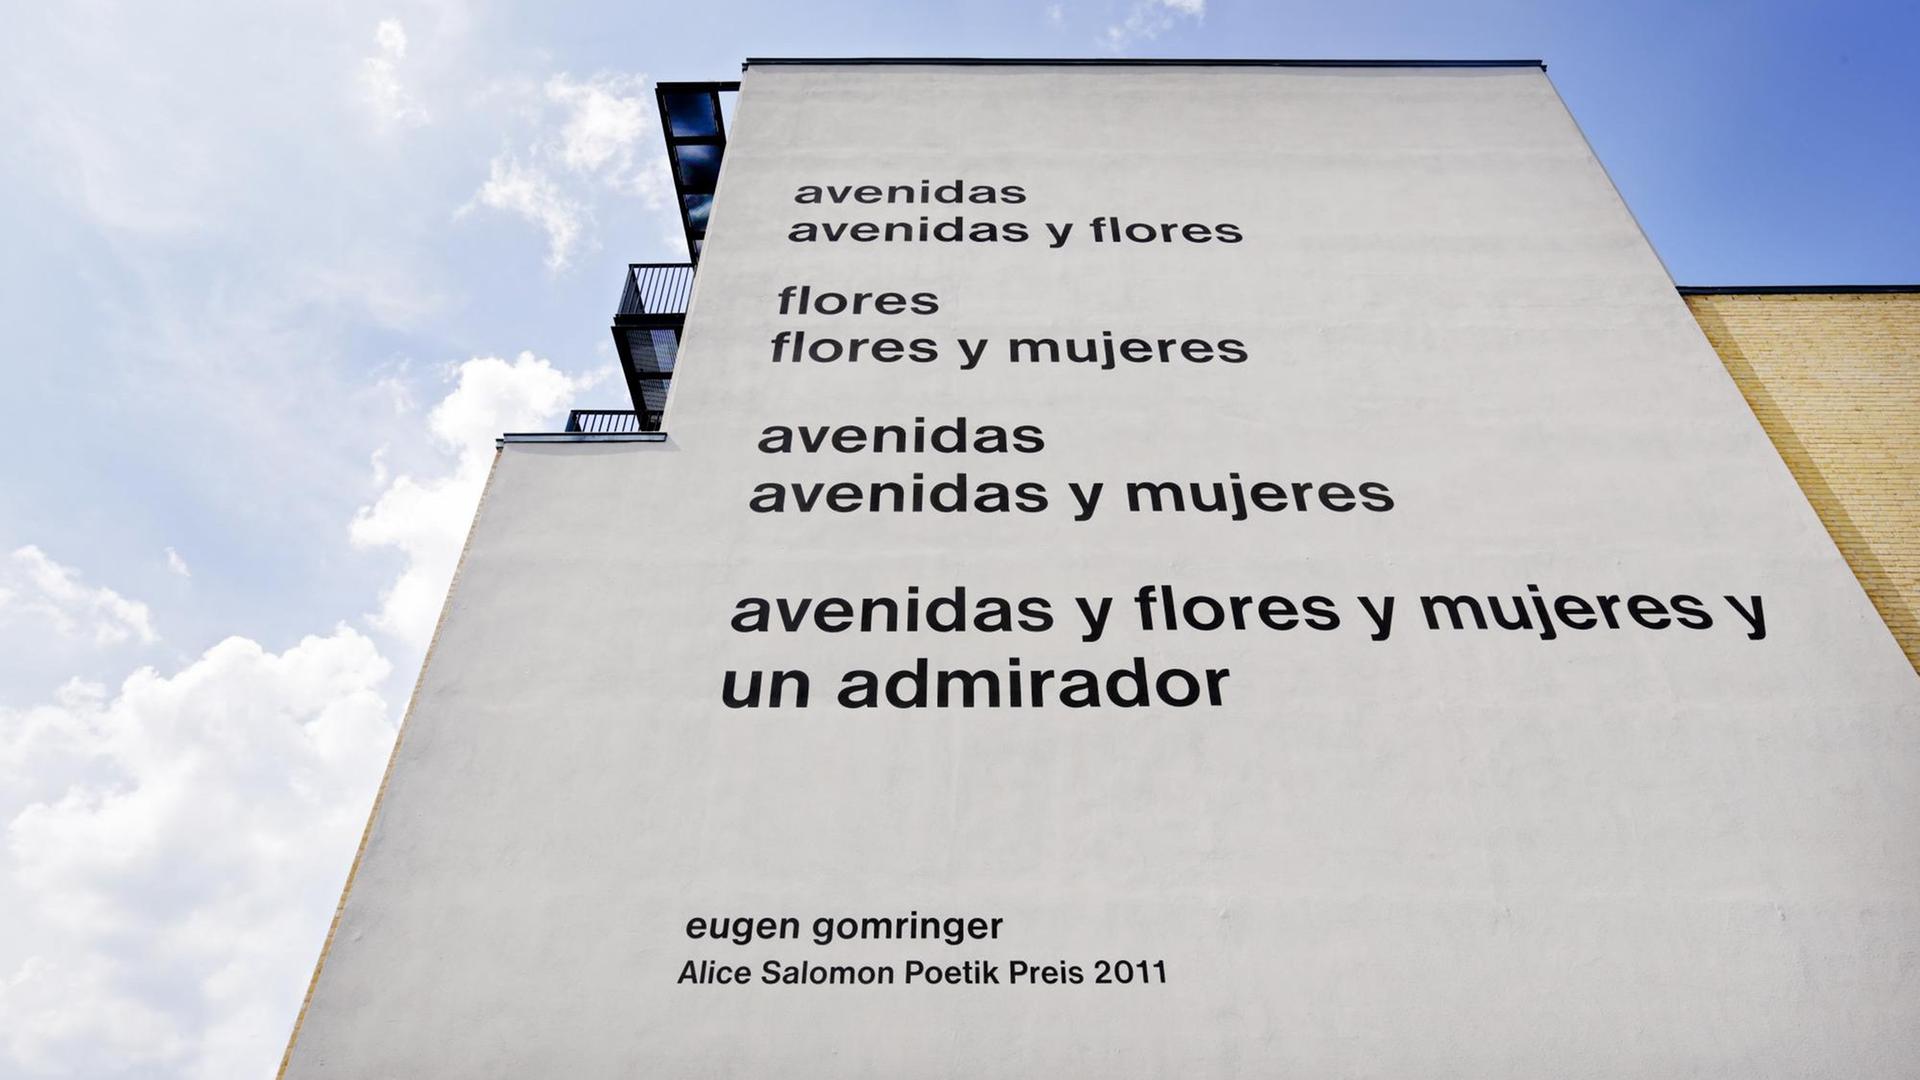 avenidas
avenidas y flores
flores
flores y mujeres
avenidas
avenidas y mujeres
avenidas y flores y mujeres y
un admirador
eugen gomringer
Alice Salomon Poetik Preis 2011